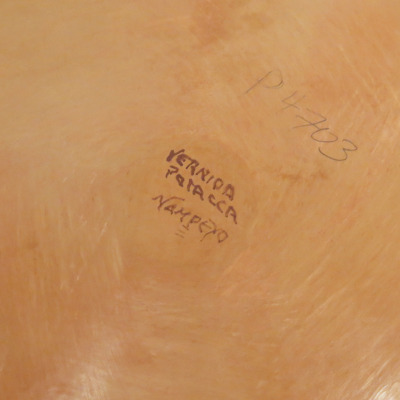 P4703
VERNIDA
POLACCA
NAMPEYO